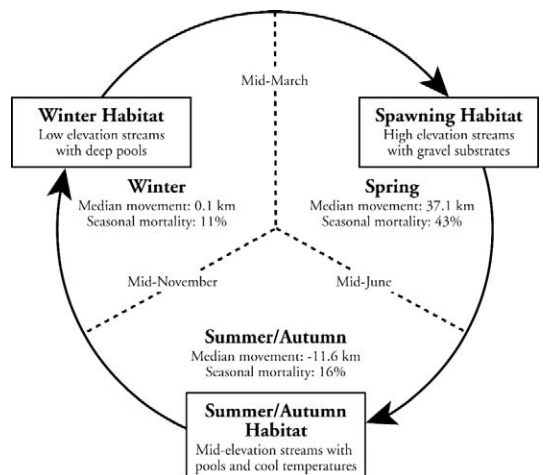 Mid-March
Winter Habitat
Low elevation streams
with deep pools
Spawning Habitat
High elevation streams
with gravel substrates
Winter
Median movement: 0.1 km
Seasonal mortality: 11%
Spring
Median movement: 37.1 km
Seasonal mortality: 43%
Mid-November
Mid-June
Summer/Autumn
Median movement: -11.6 km
Seasonal mortality: 16%
Summer/Autumn
Habitat
Mid-elevation streams with
pools and cool temperatures